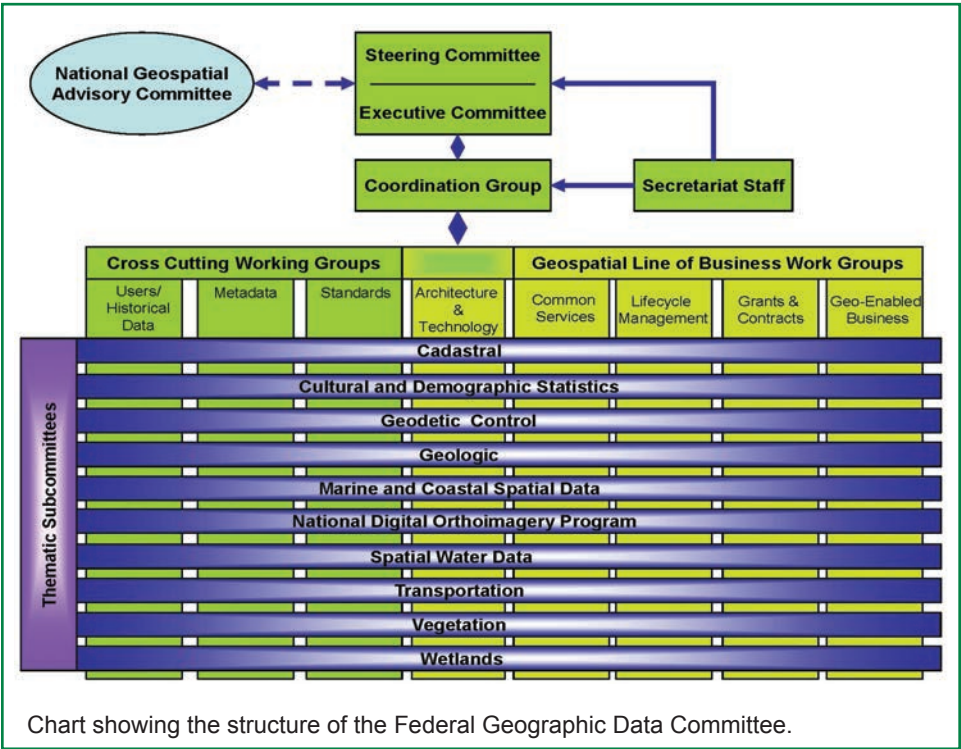 National Geospatial
Advisory Committee
Steering Committee
Executive Committee
Coordination Group
Secretariat Staff
Cross Cutting Working Groups
Geospatial Line of Business Work Groups
Users/
Historical
Data
Metadata
Standards
Architecture
&
Technology
Common
Services
Lifecycle
Management
Grants &
Contracts
Geo-Enabled
Business
Thematic Subcommittees
Cadastral
Cultural and Demographic Statistics
Geodetic Control
Geologic
Marine and Coastal Spatial Data
National Digital Orthoimagery Program
Spatial Water Data
Transportation
Vegetation
Wetlands
Chart showing the structure of the Federal Geographic Data Committee.